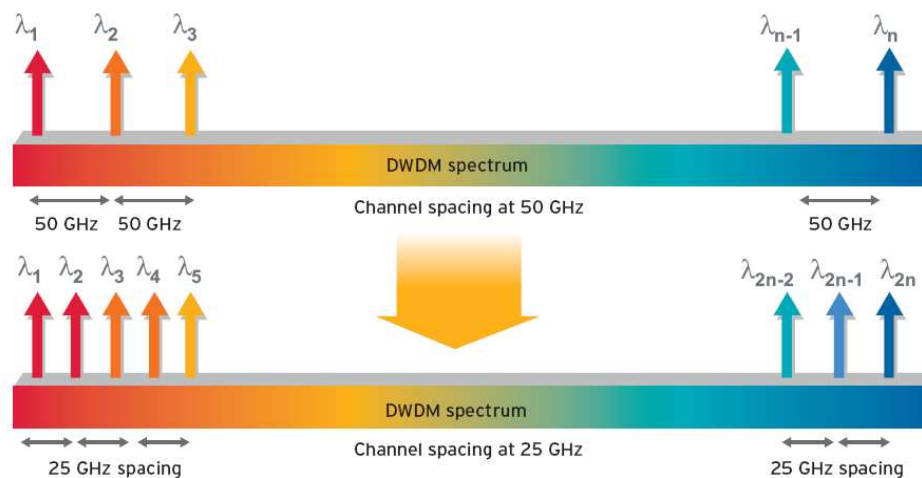 λ1 λ2 λ3 λn-1 λn
DWDM spectrum
50 GHz 50 GHz Channel spacing at 50 GHz 50 GHz
λ1 λ2 λ3 λ4 λ5 λ2n-2 λ2n-1 λ2n
DWDM spectrum
25 GHz spacing Channel spacing at 25 GHz 25 GHz spacing